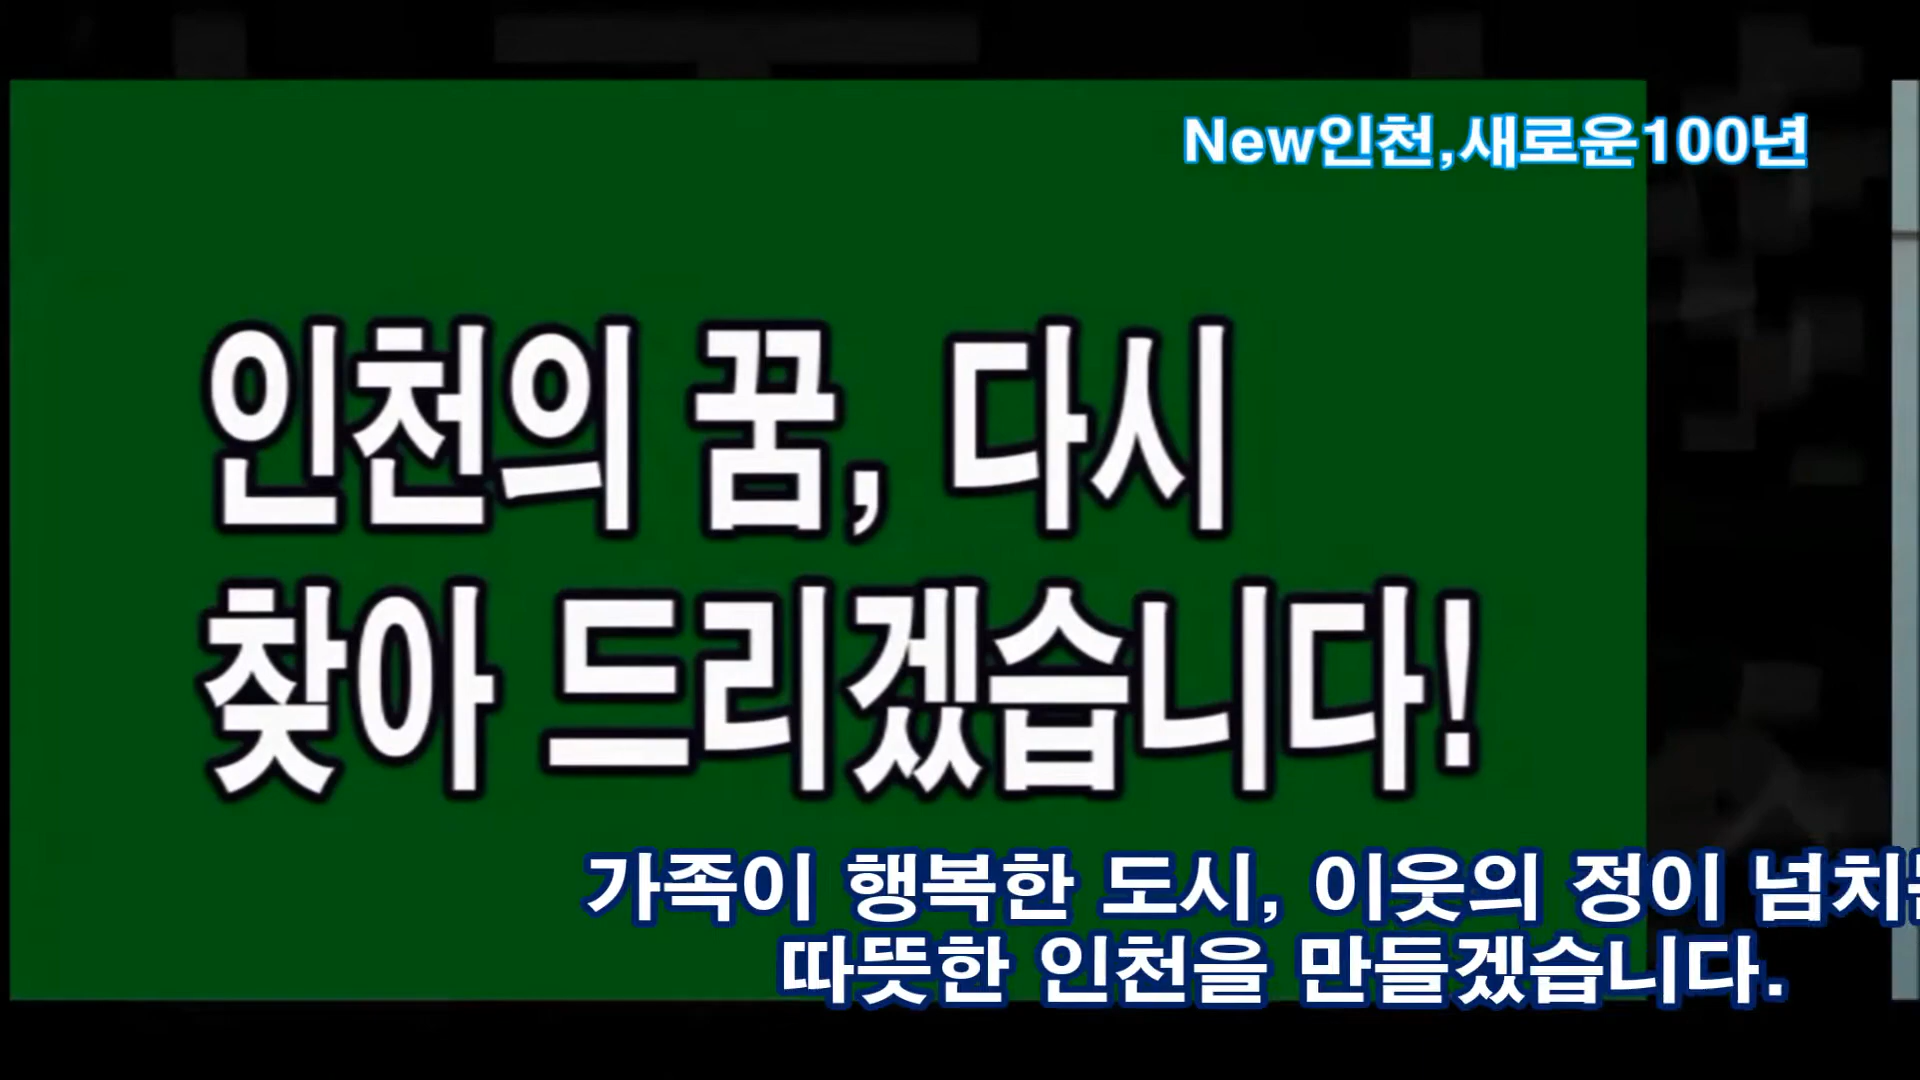 New인천,새로운100년
인천의 꿈, 다시
찾아 드리겠습니다!
가족이 행복한 도시, 이웃의 정이 넘치는
따뜻한 인천을 만들겠습니다.